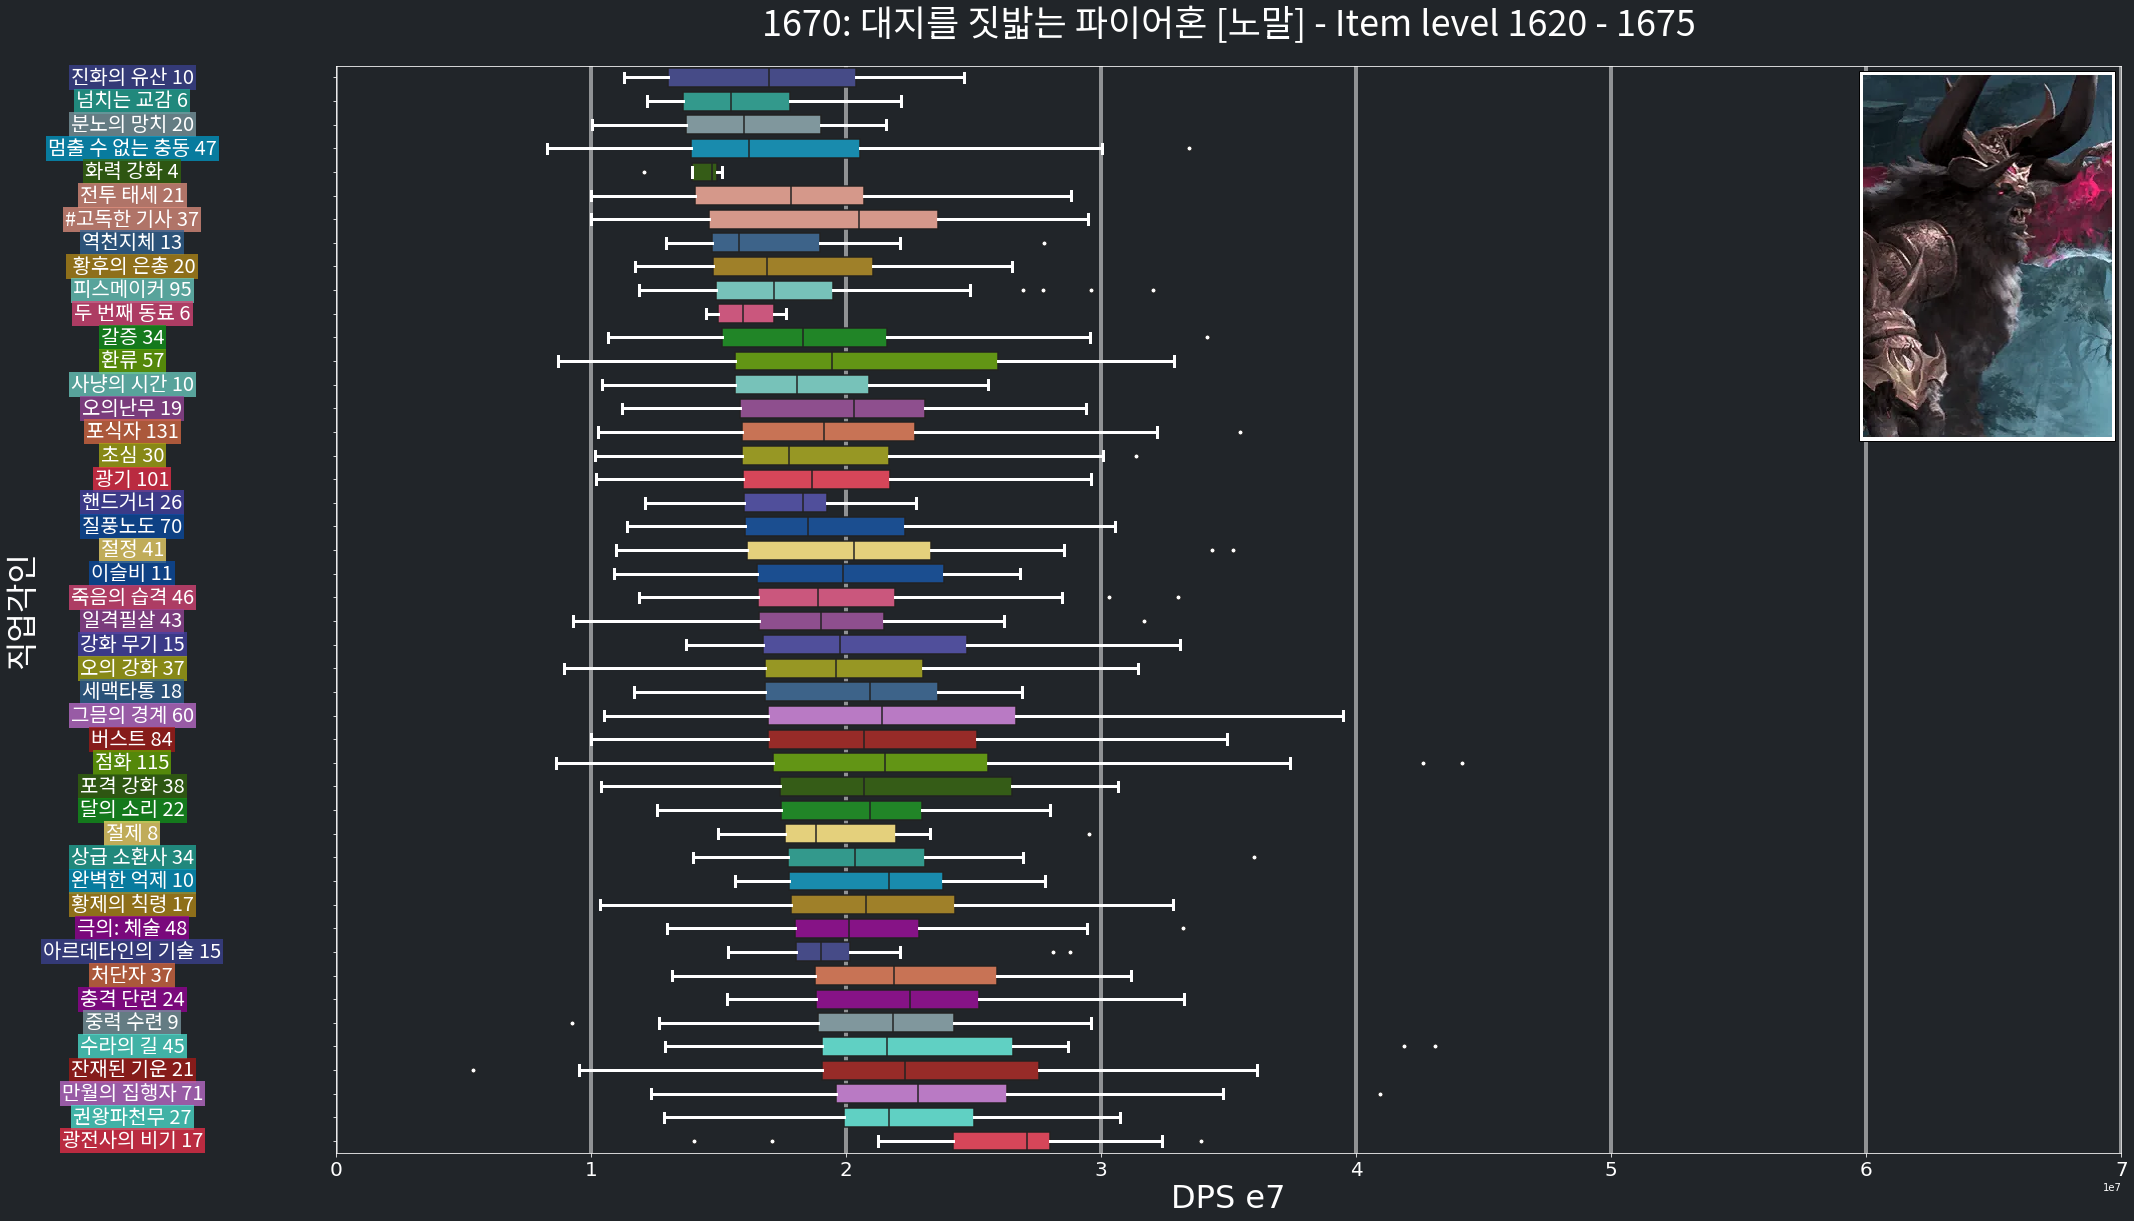 1670: 대지를 짓밟는 파이어혼 [노말] - Item level 1620 - 1675
진화의 유산 10
넘치는 교감 6
분노의 망치 20
멈출 수 없는 충동 47
화력 강화 4
전투 태세 21
#고독한 기사 37
역천지체 13
황후의 은총 20
피스메이커 95
두 번째 동료 6
갈증 34
환류 57
사냥의 시간 10
오의난무 19
포식자 131
초심 30
광기 101
핸드거너 26
질풍노도 70
절정 41
이슬비 11
죽음의 습격 46
일격필살 43
강화 무기 15
오의 강화 37
세맥타통 18
그믐의 경계 60
버스트 84
점화 115
포격 강화 38
달의 소리 22
절제 8
상급 소환사 34
완벽한 억제 10
황제의 칙령 17
극의: 체술 48
아르데타인의 기술 15
처단자 37
충격 단련 24
중력 수련 9
수라의 길 45
잔재된 기운 21
만월의 집행자 71
권왕파천무 27
광전사의 비기 17
직업각인
0 1 2 3 4 5 6 7
1e7
DPS e7